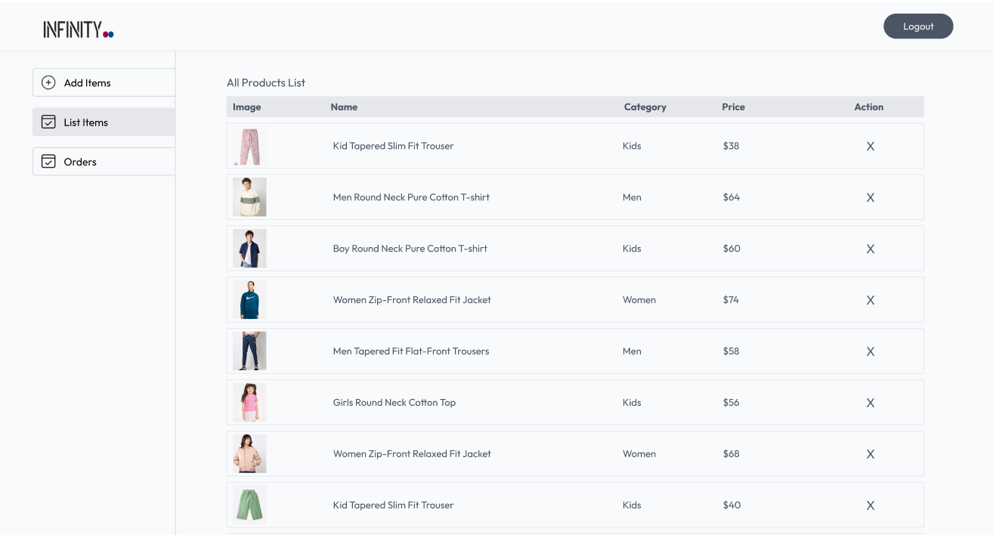 INFINITY
Logout
Add Items
List Items
Orders
All Products List
Image Name Category Price Action
Kid Tapered Slim Fit Trouser Kids $38 X
Men Round Neck Pure Cotton T-shirt Men $64 X
Boy Round Neck Pure Cotton T-shirt Kids $60 X
Women Zip-Front Relaxed Fit Jacket Women $74 X
Men Tapered Fit Flat-Front Trousers Men $58 X
Girls Round Neck Cotton Top Kids $56 X
Women Zip-Front Relaxed Fit Jacket Women $68 X
Kid Tapered Slim Fit Trouser Kids $40 X